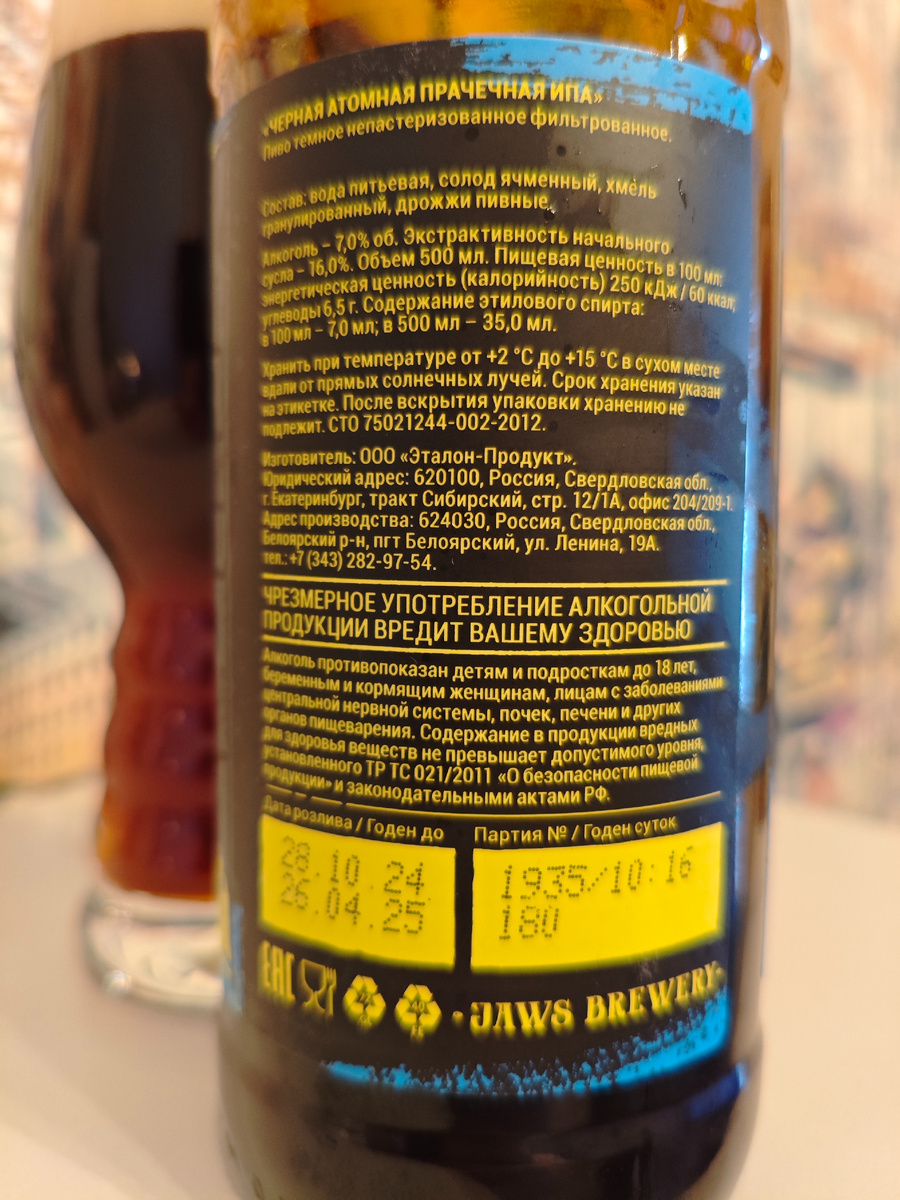 «ЧЕРНАЯ АТОМНАЯ ПРАЧЕЧНАЯ ИПА»
Пиво темное непастеризованное фильтрованное.
Состав: вода питьевая, солод ячменный, хмель
гранулированный, дрожжи пивные.
Алкоголь – 7,0% об. Экстрактивность начального
сусла – 16,0%. Объем 500 мл. Пищевая ценность в 100 мл:
энергетическая ценность (калорийность) 250 кДж / 60 ккал;
углеводы 6,5 г. Содержание этилового спирта:
в 100 мл – 7,0 мл; в 500 мл – 35,0 мл.
Хранить при температуре от +2 °C до +15 °C в сухом месте
вдали от прямых солнечных лучей. Срок хранения указан
на этикетке. После вскрытия упаковки хранению не
подлежит. СТО 75021244-002-2012.
Изготовитель: ООО «Эталон-Продукт».
Юридический адрес: 620100, Россия, Свердловская обл.,
г. Екатеринбург, тракт Сибирский, стр. 12/1А, офис 204/209-1.
Адрес производства: 624030, Россия, Свердловская обл.,
Белоярский р-н, пгт Белоярский, ул. Ленина, 19А.
тел.: +7 (343) 282-97-54.
ЧРЕЗМЕРНОЕ УПОТРЕБЛЕНИЕ АЛКОГОЛЬНОЙ
ПРОДУКЦИИ ВРЕДИТ ВАШЕМУ ЗДОРОВЬЮ
Алкоголь противопоказан детям и подросткам до 18 лет,
беременным и кормящим женщинам, лицам с заболеваниями
центральной нервной системы, почек, печени и других
органов пищеварения. Содержание в продукции вредных
для здоровья веществ не превышает допустимого уровня,
установленного ТР ТС 021/2011 «О безопасности пищевой
продукции» и законодательными актами РФ.
Дата розлива / Годен до
28.10.24
26.04.25
Партия № / Годен суток
1935/10:16
180
EAC
• JAWS BREWERY •